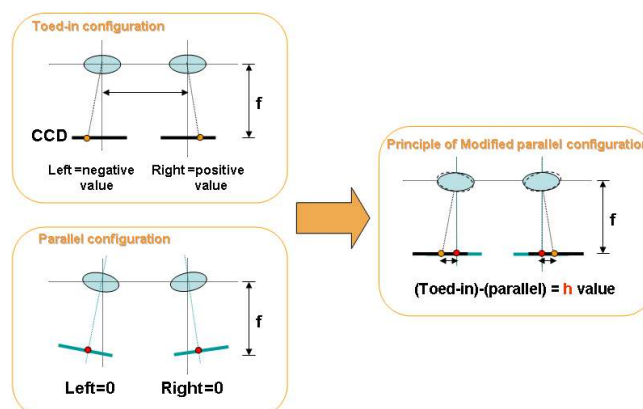 Toed-in configuration
f
CCD
Left =negative
value
Right =positive
value
Parallel configuration
f
Left=0
Right=0
Principle of Modified parallel configuration
f
(Toed-in)-(parallel) = h value